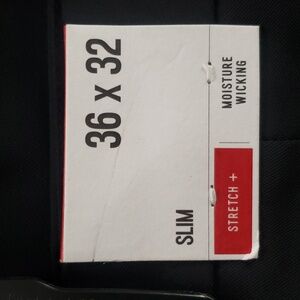 36 x 32
SLIM
MOISTURE
WICKING
STRETCH +